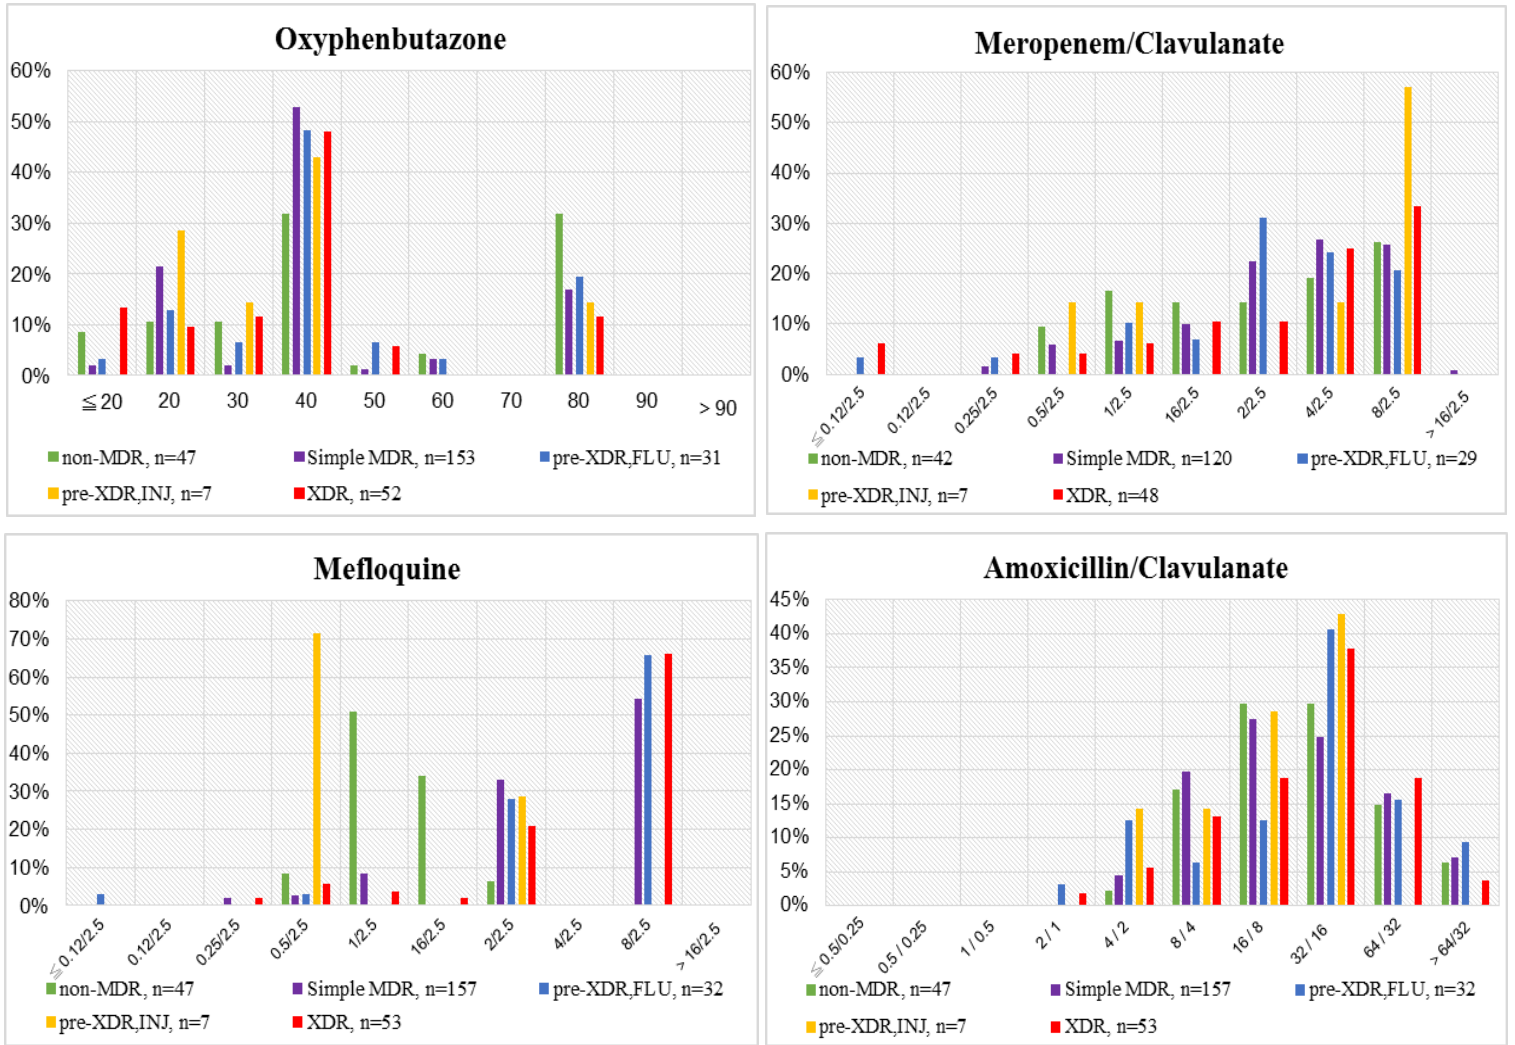 Oxyphenbutazone
60%
50%
40%
30%
20%
10%
0%
≦20 20 30 40 50 60 70 80 90 >90
non-MDR, n=47 Simple MDR, n=153 pre-XDR,FLU, n=31
pre-XDR,INJ, n=7 XDR, n=52
Meropenem/Clavulanate
60%
50%
40%
30%
20%
10%
0%
≦0.12/2.5 0.12/2.5 0.25/2.5 0.5/2.5 1/2.5 16/2.5 2/2.5 4/2.5 8/2.5 >16/2.5
non-MDR, n=42 Simple MDR, n=120 pre-XDR,FLU, n=29
pre-XDR,INJ, n=7 XDR, n=48
Mefloquine
80%
70%
60%
50%
40%
30%
20%
10%
0%
≦0.12/2.5 0.12/2.5 0.25/2.5 0.5/2.5 1/2.5 16/2.5 2/2.5 4/2.5 8/2.5 >16/2.5
non-MDR, n=47 Simple MDR, n=157 pre-XDR,FLU, n=32
pre-XDR,INJ, n=7 XDR, n=53
Amoxicillin/Clavulanate
45%
40%
35%
30%
25%
20%
15%
10%
5%
0%
≦0.5/0.25 0.5 / 0.25 1 / 0.5 2 / 1 4 / 2 8 / 4 16 / 8 32 / 16 64 / 32 >64/32
non-MDR, n=47 Simple MDR, n=157 pre-XDR,FLU, n=32
pre-XDR,INJ, n=7 XDR, n=53